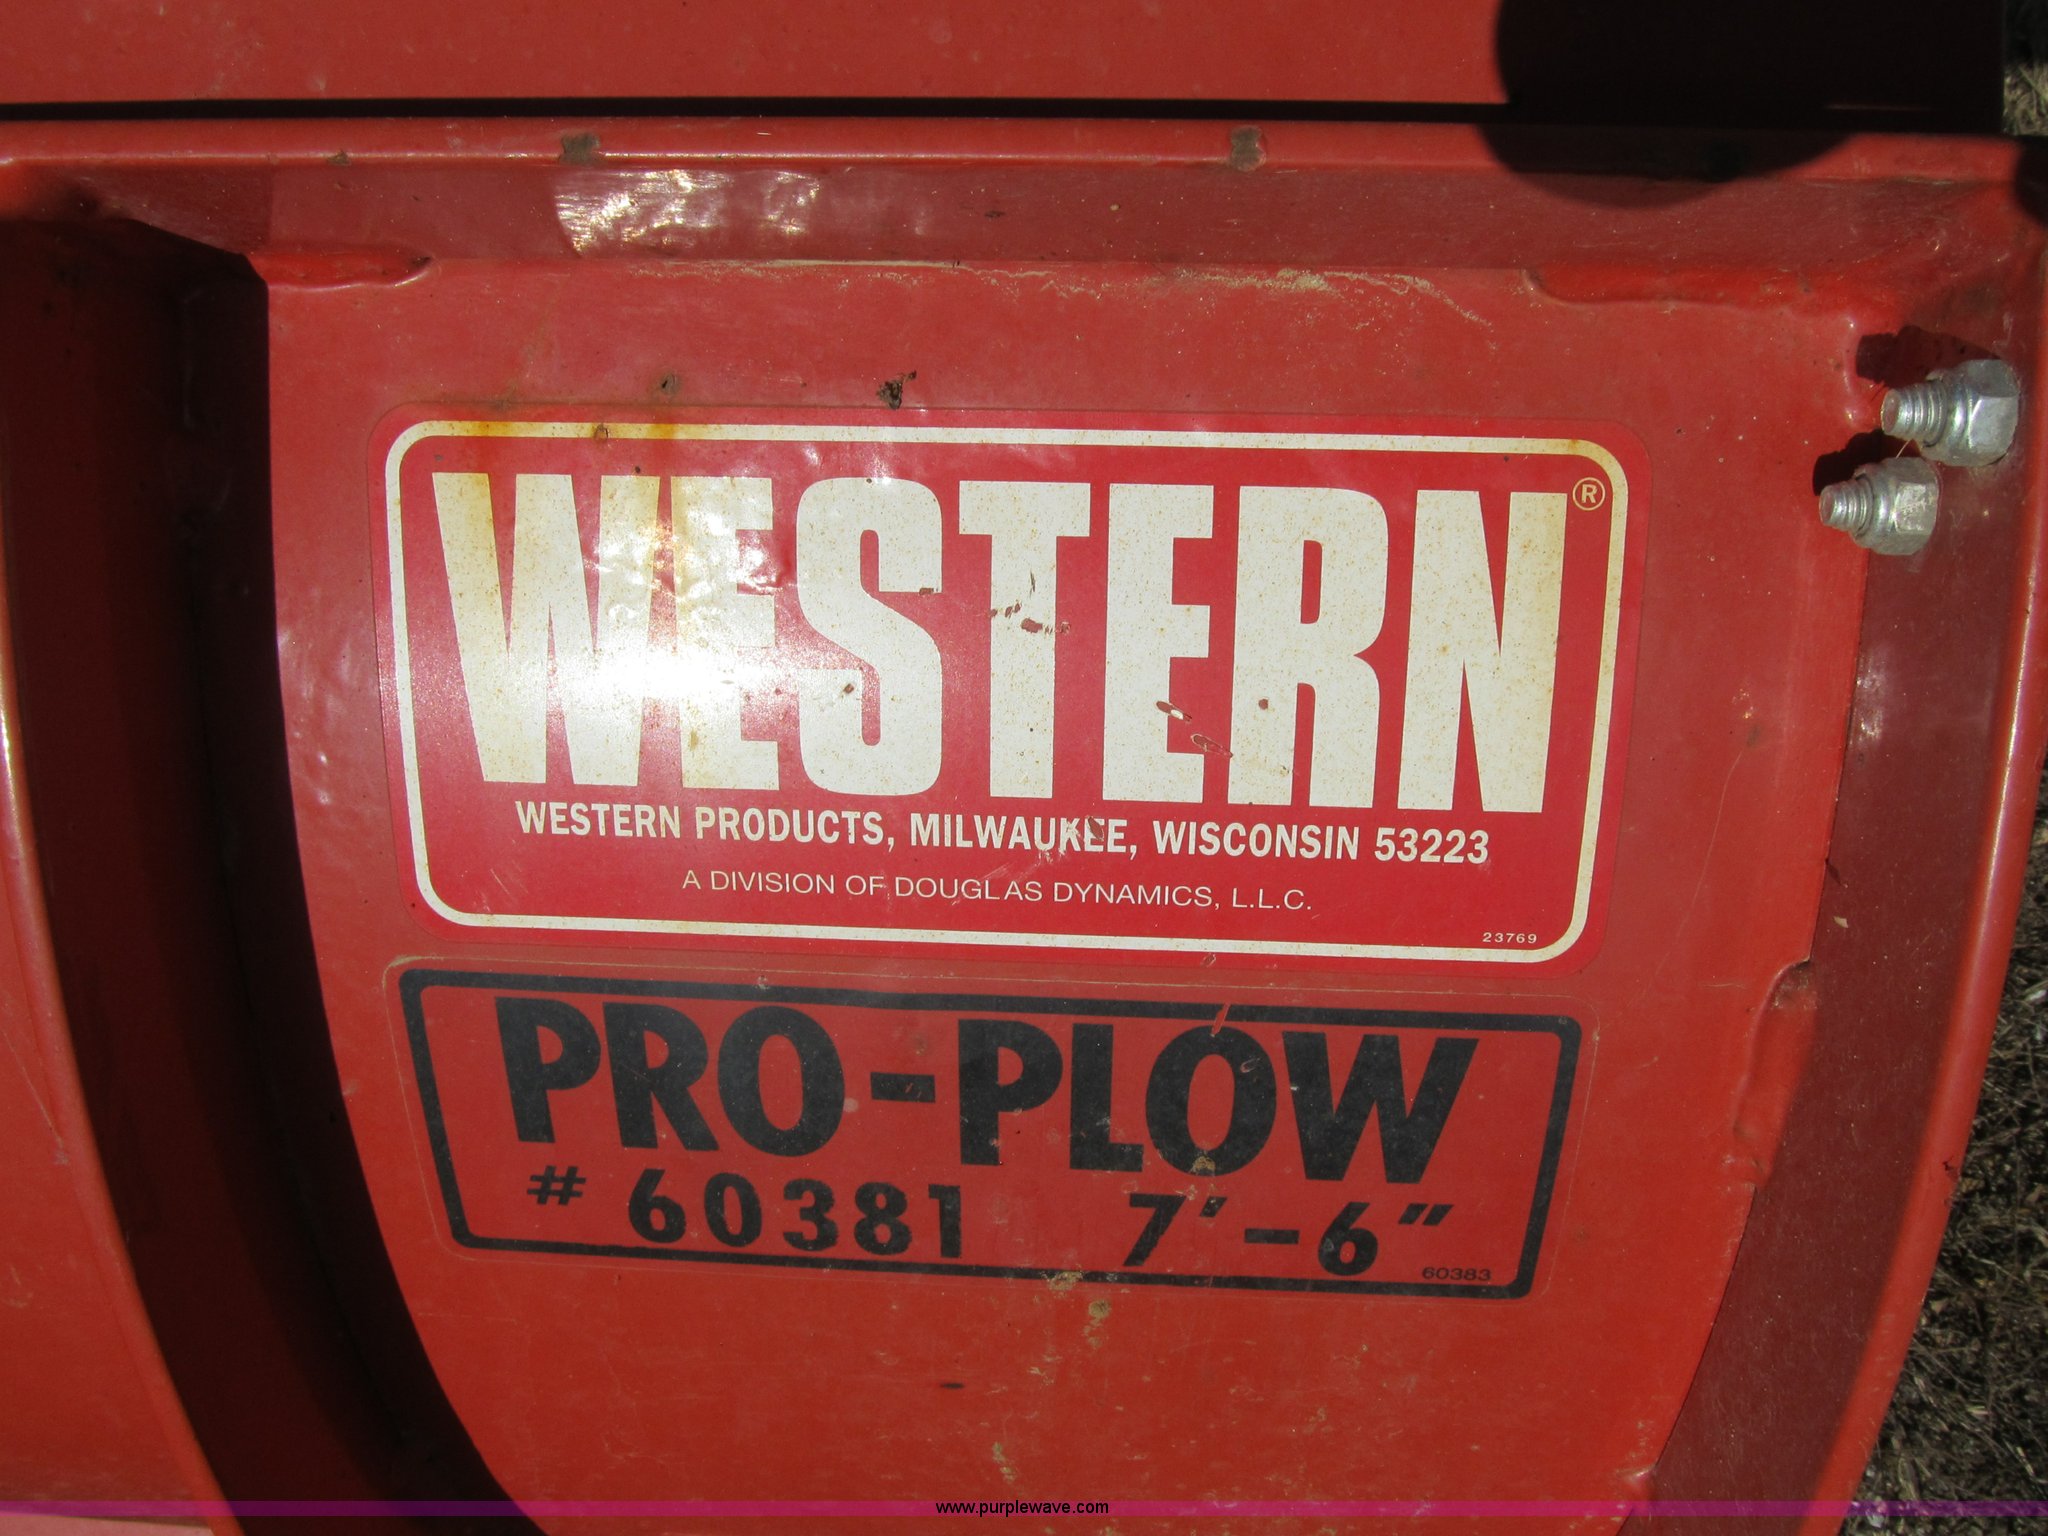 WESTERN®
WESTERN PRODUCTS, MILWAUKEE, WISCONSIN 53223
A DIVISION OF DOUGLAS DYNAMICS, L.L.C.
23769
PRO-PLOW
# 60381 7'-6"
60383
www.purplewave.com